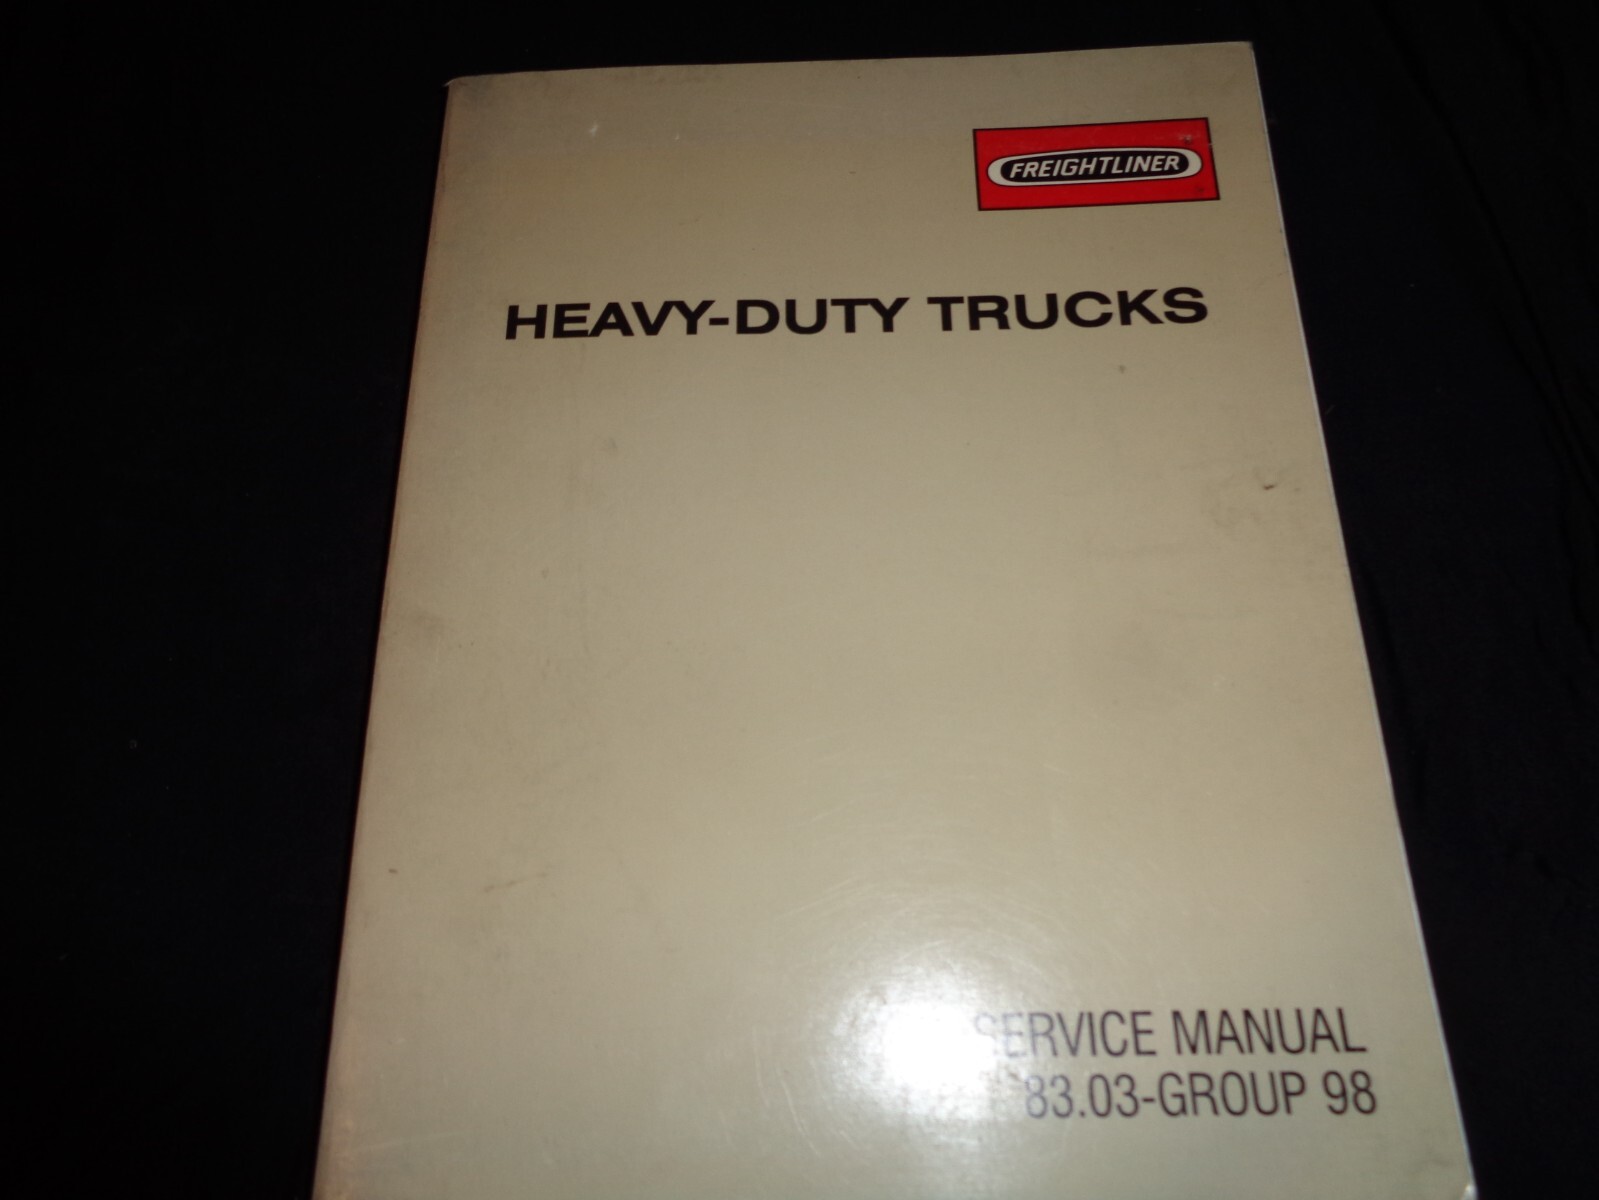 FREIGHTLINER
HEAVY-DUTY TRUCKS
SERVICE MANUAL
83.03-GROUP 98